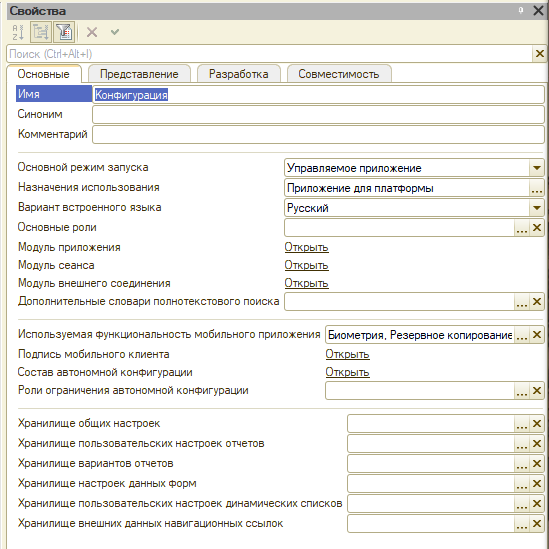 Свойства
Поиск (Ctrl+Alt+I)
Основные Представление Разработка Совместимость
Имя Конфигурация
Синоним
Комментарий
Основной режим запуска Управляемое приложение
Назначения использования Приложение для платформы ...
Вариант встроенного языка Русский
Основные роли ...
Модуль приложения Открыть
Модуль сеанса Открыть
Модуль внешнего соединения Открыть
Дополнительные словари полнотекстового поиска ...
Используемая функциональность мобильного приложения Биометрия, Резервное копирование ...
Подпись мобильного клиента Открыть
Состав автономной конфигурации Открыть
Роли ограничения автономной конфигурации ...
Хранилище общих настроек ...
Хранилище пользовательских настроек отчетов ...
Хранилище вариантов отчетов ...
Хранилище настроек данных форм ...
Хранилище пользовательских настроек динамических списков ...
Хранилище внешних данных навигационных ссылок ...